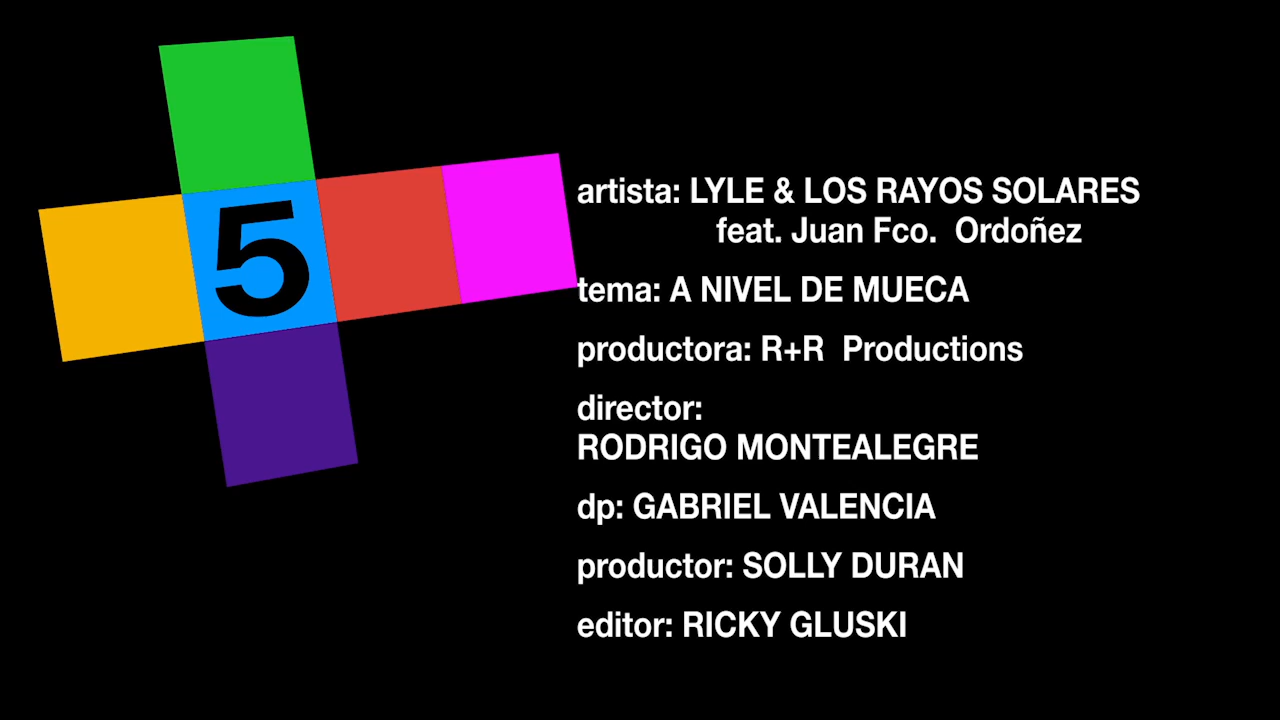 5
artista: LYLE & LOS RAYOS SOLARES
feat. Juan Fco. Ordoñez
tema: A NIVEL DE MUECA
productora: R+R Productions
director:
RODRIGO MONTEALEGRE
dp: GABRIEL VALENCIA
productor: SOLLY DURAN
editor: RICKY GLUSKI